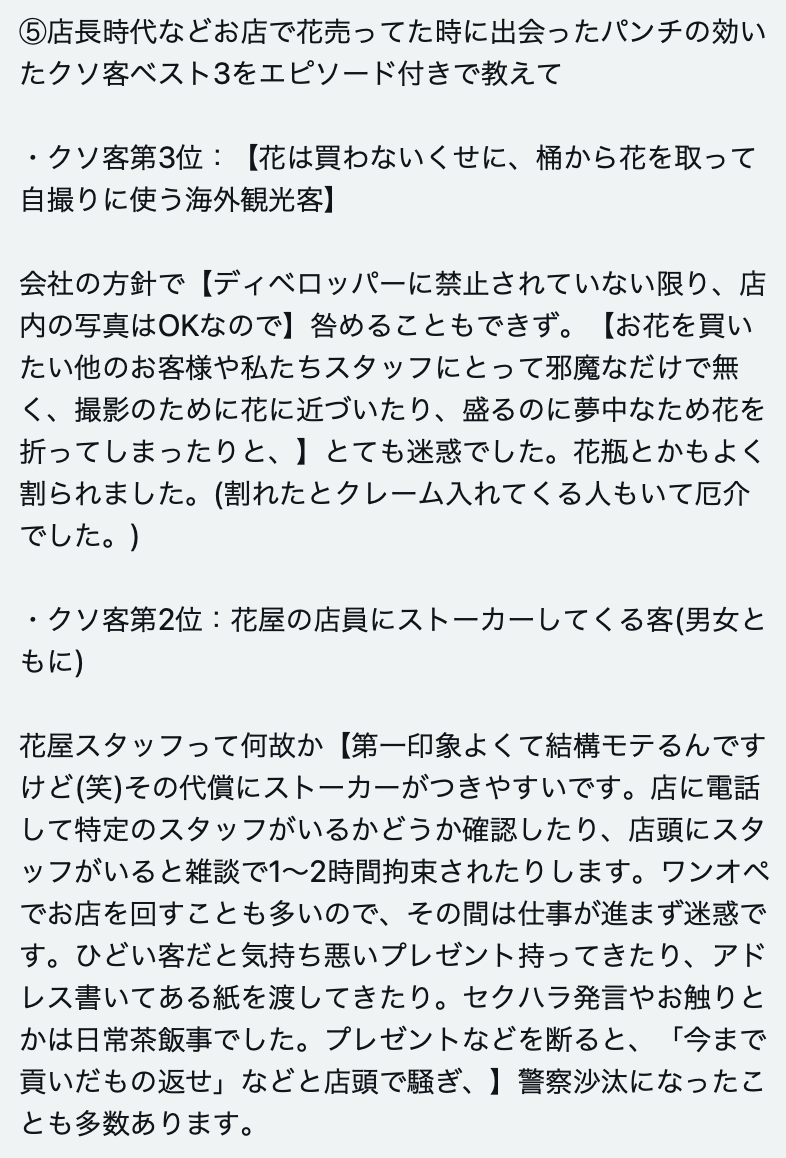 ⑤店長時代などお店で花売ってた時に出会ったパンチの効い
たクソ客ベスト3をエピソード付きで教えて
・クソ客第3位：【花は買わないくせに、桶から花を取って
自撮りに使う海外観光客】
会社の方針で【ディベロッパーに禁止されていない限り、店
内の写真はOKなので】咎めることもできず。【お花を買い
たい他のお客様や私たちスタッフにとって邪魔なだけで無
く、撮影のために花に近づいたり、盛るのに夢中なため花を
折ってしまったりと、】とても迷惑でした。花瓶とかもよく
割られました。(割れたとクレーム入れてくる人もいて厄介
でした。)
・クソ客第2位：花屋の店員にストーカーしてくる客(男女と
もに)
花屋スタッフって何故か【第一印象よくて結構モテるんです
けど(笑)その代償にストーカーがつきやすいです。店に電話
して特定のスタッフがいるかどうか確認したり、店頭にスタ
ッフがいると雑談で1〜2時間拘束されたりします。ワンオペ
でお店を回すことも多いので、その間は仕事が進まず迷惑で
す。ひどい客だと気持ち悪いプレゼント持ってきたり、アド
レス書いてある紙を渡してきたり。セクハラ発言やお触りと
かは日常茶飯事でした。プレゼントなどを断ると、「今まで
貢いだもの返せ」などと店頭で騒ぎ、】警察沙汰になったこ
とも多数あります。